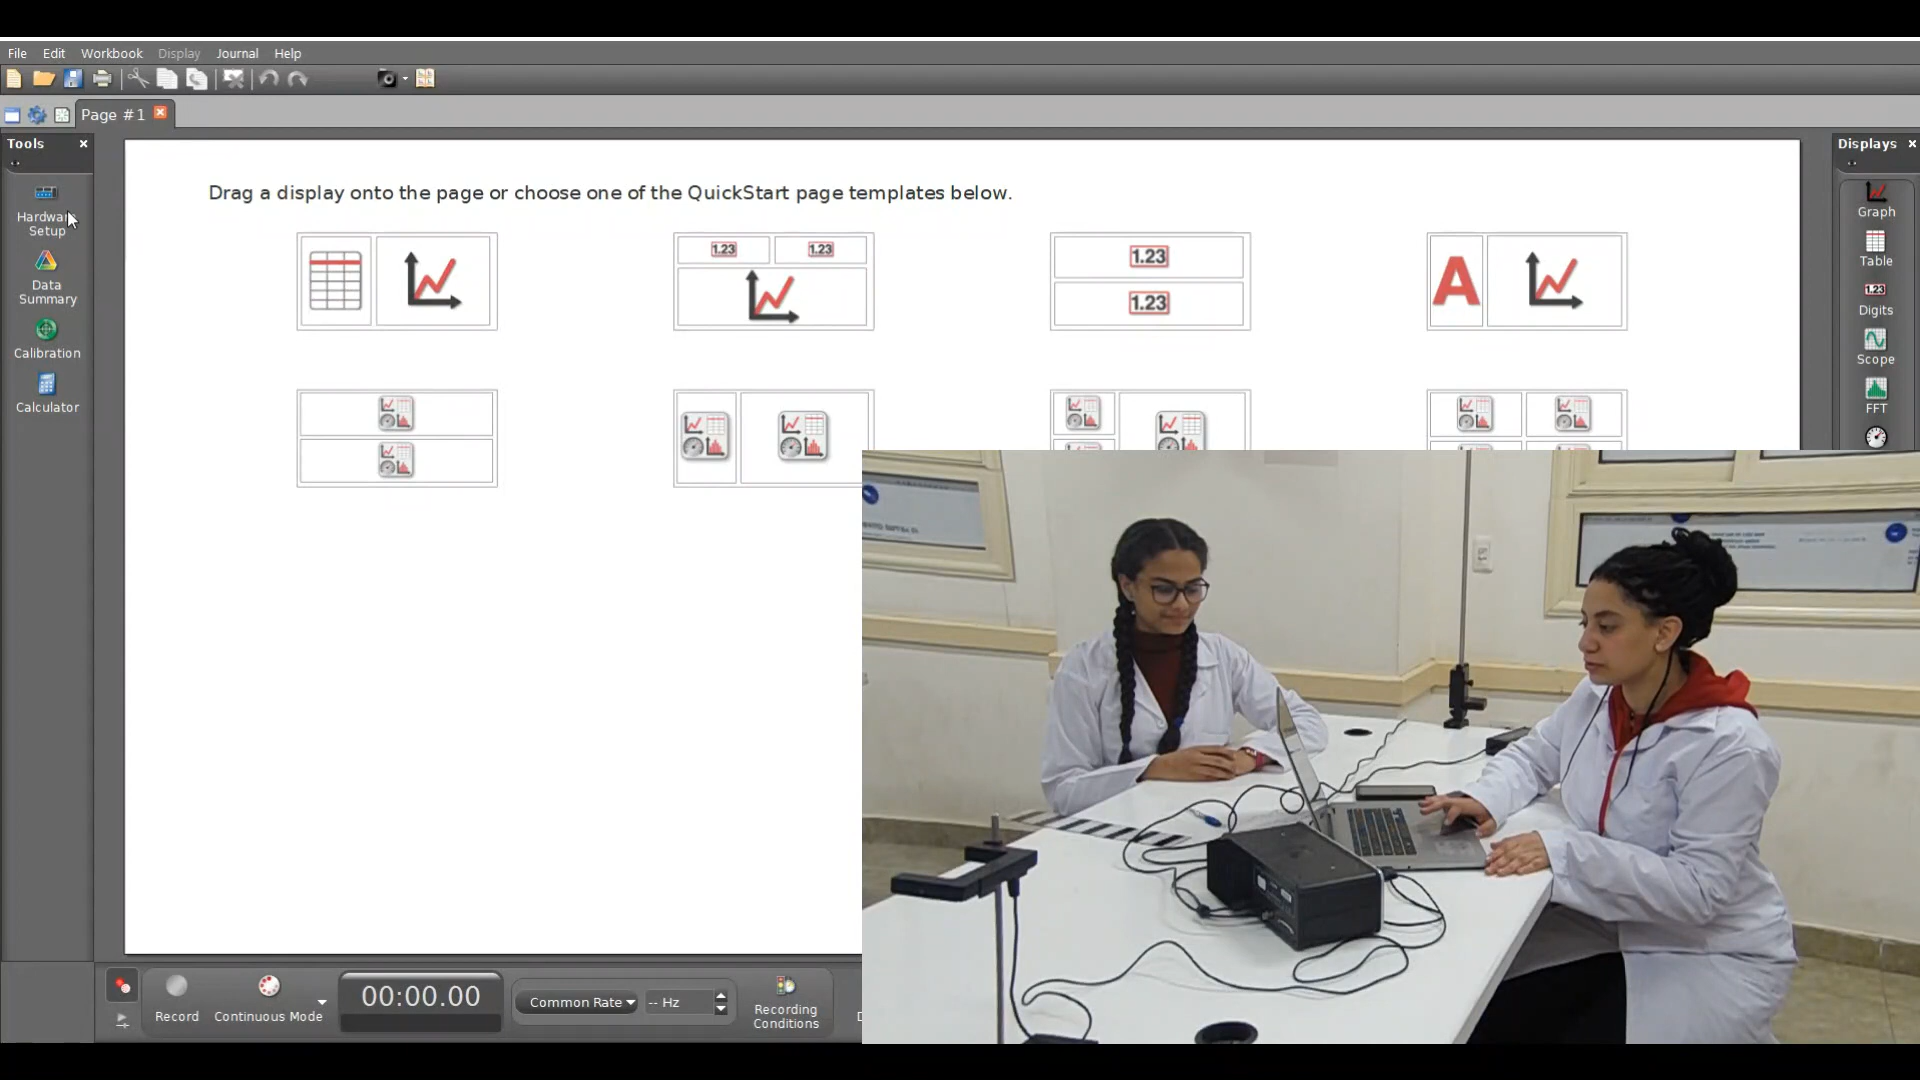 File Edit Workbook Display Journal Help
Page #1
Tools
Displays
Drag a display onto the page or choose one of the QuickStart page templates below.
Hardware
Setup
Data
Summary
Calibration
Calculator
1.23
1.23
1.23
1.23
A
Graph
Table
1.23
Digits
Scope
FFT
Record
Continuous Mode
00:00.00
Common Rate
-- Hz
Recording
Conditions